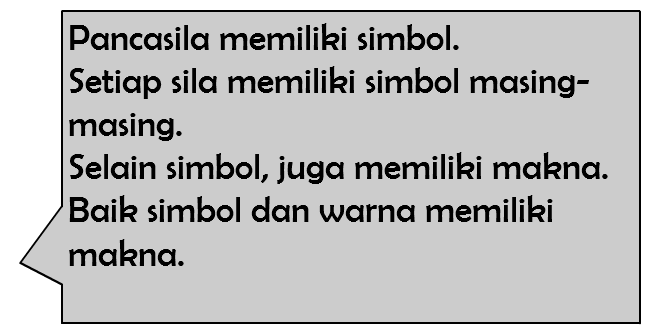 Pancasila memiliki simbol.
Setiap sila memiliki simbol masing-
masing.
Selain simbol, juga memiliki makna.
Baik simbol dan warna memiliki
makna.